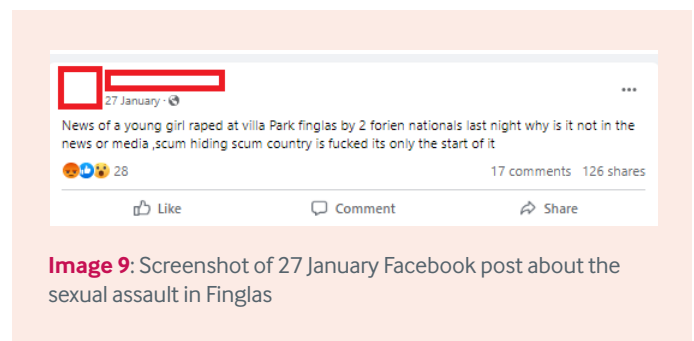 27 January ·
News of a young girl raped at villa Park finglas by 2 forien nationals last night why is it not in the
news or media ,scum hiding scum country is fucked its only the start of it
28
17 comments 126 shares
Like
Comment
Share
Image 9: Screenshot of 27 January Facebook post about the
sexual assault in Finglas